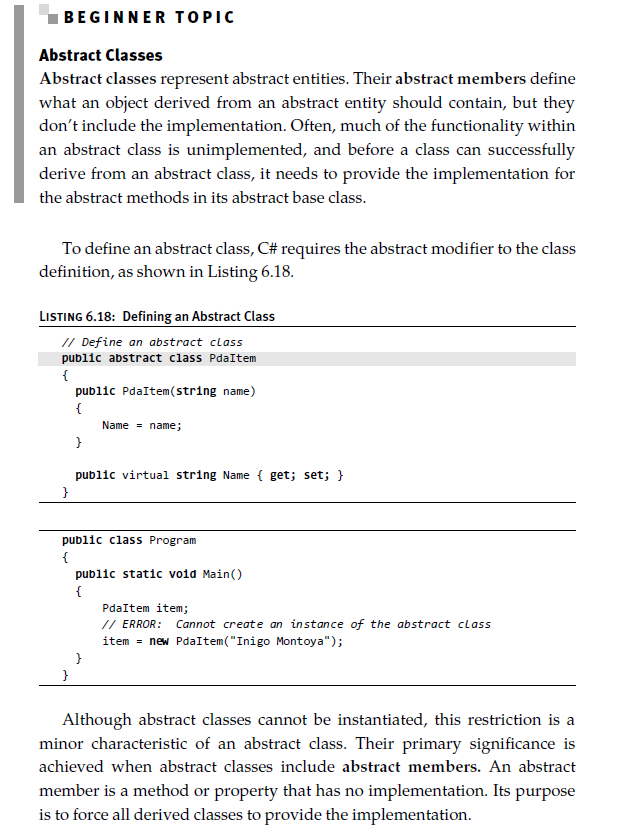 BEGINNER TOPIC
Abstract Classes
Abstract classes represent abstract entities. Their abstract members define
what an object derived from an abstract entity should contain, but they
don’t include the implementation. Often, much of the functionality within
an abstract class is unimplemented, and before a class can successfully
derive from an abstract class, it needs to provide the implementation for
the abstract methods in its abstract base class.
To define an abstract class, C# requires the abstract modifier to the class
definition, as shown in Listing 6.18.
LISTING 6.18: Defining an Abstract Class
// Define an abstract class
public abstract class PdaItem
{
public PdaItem(string name)
{
Name = name;
}
public virtual string Name { get; set; }
}
public class Program
{
public static void Main()
{
PdaItem item;
// ERROR: Cannot create an instance of the abstract class
item = new PdaItem("Inigo Montoya");
}
}
Although abstract classes cannot be instantiated, this restriction is a
minor characteristic of an abstract class. Their primary significance is
achieved when abstract classes include abstract members. An abstract
member is a method or property that has no implementation. Its purpose
is to force all derived classes to provide the implementation.